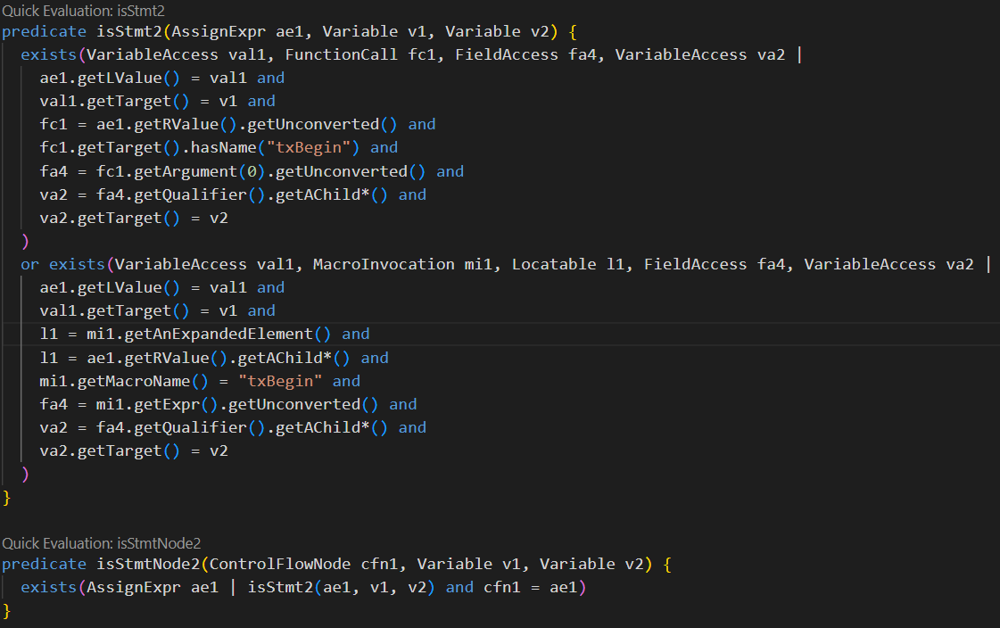 Quick Evaluation: isStmt2
predicate isStmt2(AssignExpr ae1, Variable v1, Variable v2) {
  exists(VariableAccess val1, FunctionCall fc1, FieldAccess fa4, VariableAccess va2 |
    ae1.getLValue() = val1 and
    val1.getTarget() = v1 and
    fc1 = ae1.getRValue().getUnconverted() and
    fc1.getTarget().hasName("txBegin") and
    fa4 = fc1.getArgument(0).getUnconverted() and
    va2 = fa4.getQualifier().getAChild*() and
    va2.getTarget() = v2
  )
  or exists(VariableAccess val1, MacroInvocation mi1, Locatable l1, FieldAccess fa4, VariableAccess va2 |
    ae1.getLValue() = val1 and
    val1.getTarget() = v1 and
    l1 = mi1.getAnExpandedElement() and
    l1 = ae1.getRValue().getAChild*() and
    mi1.getMacroName() = "txBegin" and
    fa4 = mi1.getExpr().getUnconverted() and
    va2 = fa4.getQualifier().getAChild*() and
    va2.getTarget() = v2
  )
}
Quick Evaluation: isStmtNode2
predicate isStmtNode2(ControlFlowNode cfn1, Variable v1, Variable v2) {
  exists(AssignExpr ae1 | isStmt2(ae1, v1, v2) and cfn1 = ae1)
}